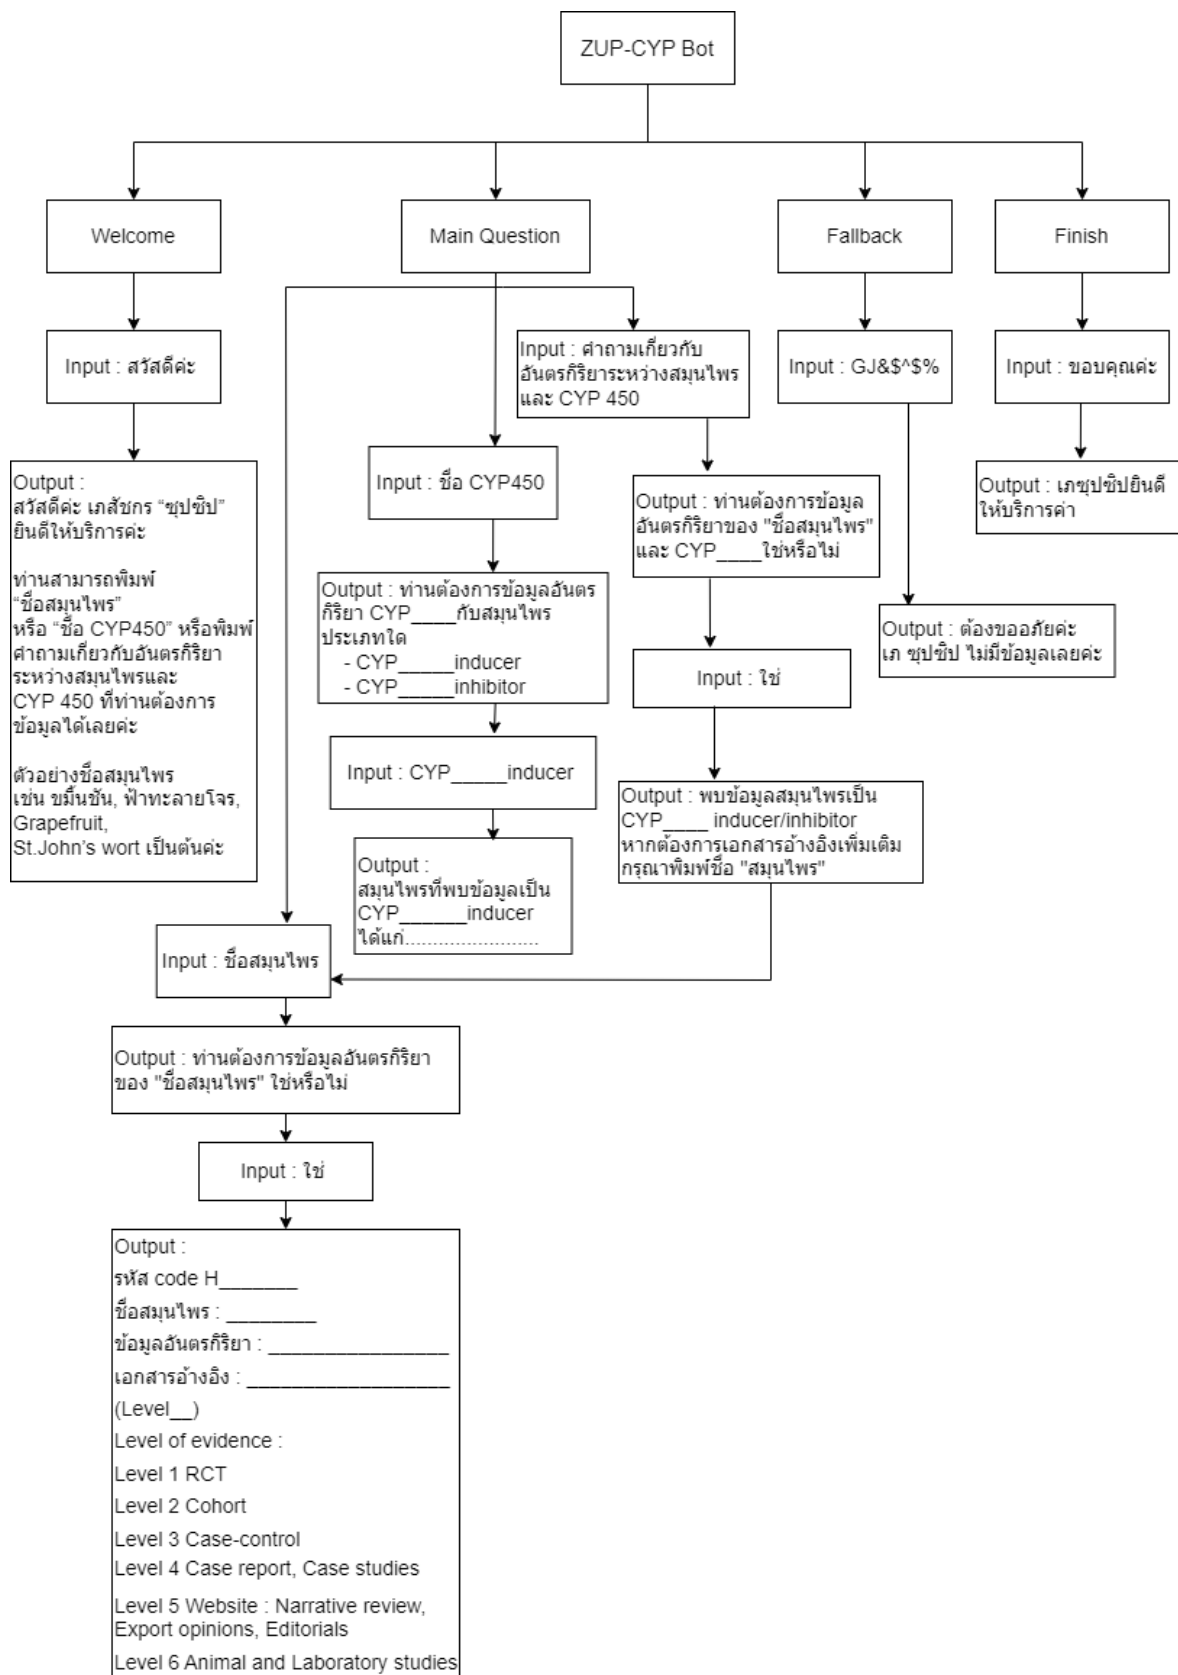 ZUP-CYP Bot
Welcome
Main Question
Fallback
Finish
Input : สวัสดีค่ะ
Input : คำถามเกี่ยวกับ
อันตรกิริยาระหว่างสมุนไพร
และ CYP 450
Input : GJ&$^$%
Input : ขอบคุณค่ะ
Output :
สวัสดีค่ะ เภสัชกร “ซุปซิป”
ยินดีให้บริการค่ะ
ท่านสามารถพิมพ์
“ชื่อสมุนไพร”
หรือ “ชื่อ CYP450” หรือพิมพ์
คำถามเกี่ยวกับอันตรกิริยา
ระหว่างสมุนไพรและ
CYP 450 ที่ท่านต้องการ
ข้อมูลได้เลยค่ะ
ตัวอย่างชื่อสมุนไพร
เช่น ขมิ้นชัน, ฟ้าทะลายโจร,
Grapefruit,
St.John’s wort เป็นต้นค่ะ
Input : ชื่อ CYP450
Output : ท่านต้องการข้อมูล
อันตรกิริยาของ "ชื่อสมุนไพร"
และ CYP____ใช่หรือไม่
Output : เภซุปซิปยินดี
ให้บริการค่า
Output : ท่านต้องการข้อมูลอันตร
กิริยา CYP____กับสมุนไพร
ประเภทใด
- CYP_____inducer
- CYP_____inhibitor
Input : ใช่
Output : ต้องขออภัยค่ะ
เภ ซุปซิป ไม่มีข้อมูลเลยค่ะ
Input : CYP_____inducer
Output : พบข้อมูลสมุนไพรเป็น
CYP____ inducer/inhibitor
หากต้องการเอกสารอ้างอิงเพิ่มเติม
กรุณาพิมพ์ชื่อ "สมุนไพร"
Output :
สมุนไพรที่พบข้อมูลเป็น
CYP______inducer
ได้แก่........................
Input : ชื่อสมุนไพร
Output : ท่านต้องการข้อมูลอันตรกิริยา
ของ "ชื่อสมุนไพร" ใช่หรือไม่
Input : ใช่
Output :
รหัส code H_______
ชื่อสมุนไพร : ________
ข้อมูลอันตรกิริยา : ________________
เอกสารอ้างอิง : __________________
(Level__)
Level of evidence :
Level 1 RCT
Level 2 Cohort
Level 3 Case-control
Level 4 Case report, Case studies
Level 5 Website : Narrative review,
Export opinions, Editorials
Level 6 Animal and Laboratory studies